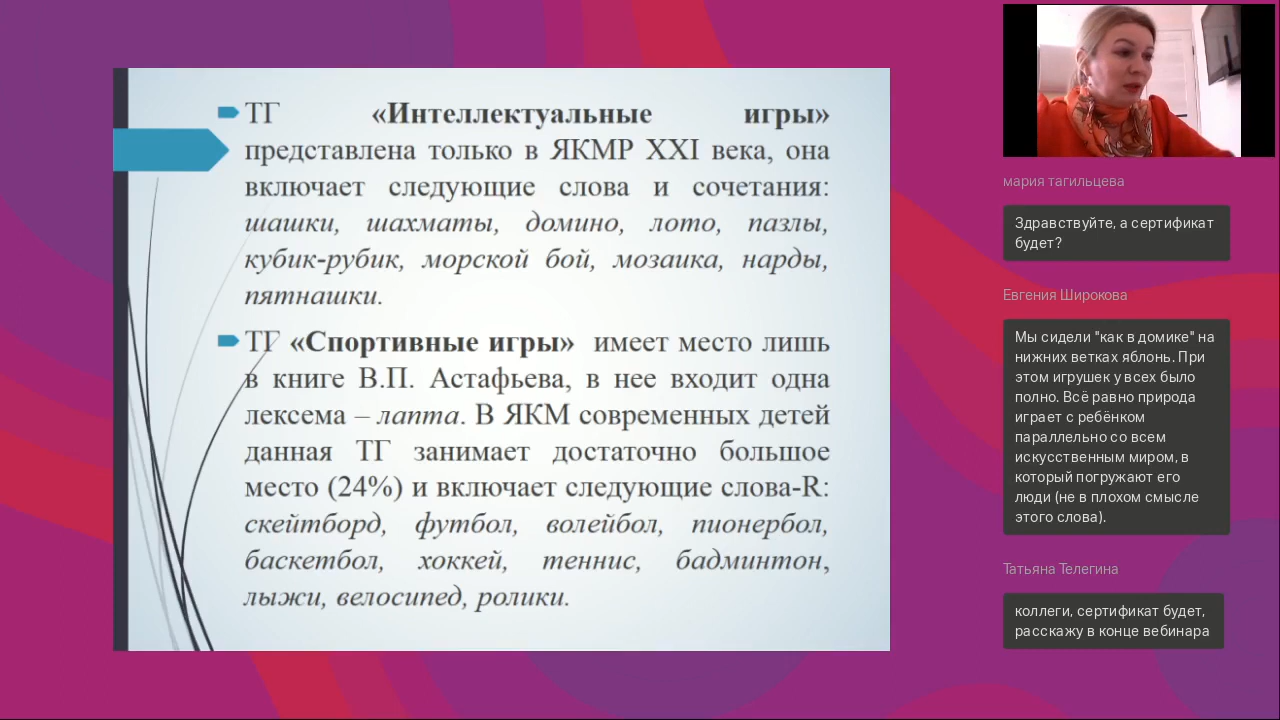 ТГ «Интеллектуальные игры»
представлена только в ЯКМР XXI века, она
включает следующие слова и сочетания:
шашки, шахматы, домино, лото, пазлы,
кубик-рубик, морской бой, мозаика, нарды,
пятнашки.
ТГ «Спортивные игры» имеет место лишь
в книге В.П. Астафьева, в нее входит одна
лексема – лапта. В ЯКМ современных детей
данная ТГ занимает достаточно большое
место (24%) и включает следующие слова-R:
скейтборд, футбол, волейбол, пионербол,
баскетбол, хоккей, теннис, бадминтон,
лыжи, велосипед, ролики.
мария тагильцева
Здравствуйте, а сертификат
будет?
Евгения Широкова
Мы сидели "как в домике" на
нижних ветках яблонь. При
этом игрушек у всех было
полно. Всё равно природа
играет с ребёнком
параллельно со всем
искусственным миром, в
который погружают его
люди (не в плохом смысле
этого слова).
Татьяна Телегина
коллеги, сертификат будет,
расскажу в конце вебинара